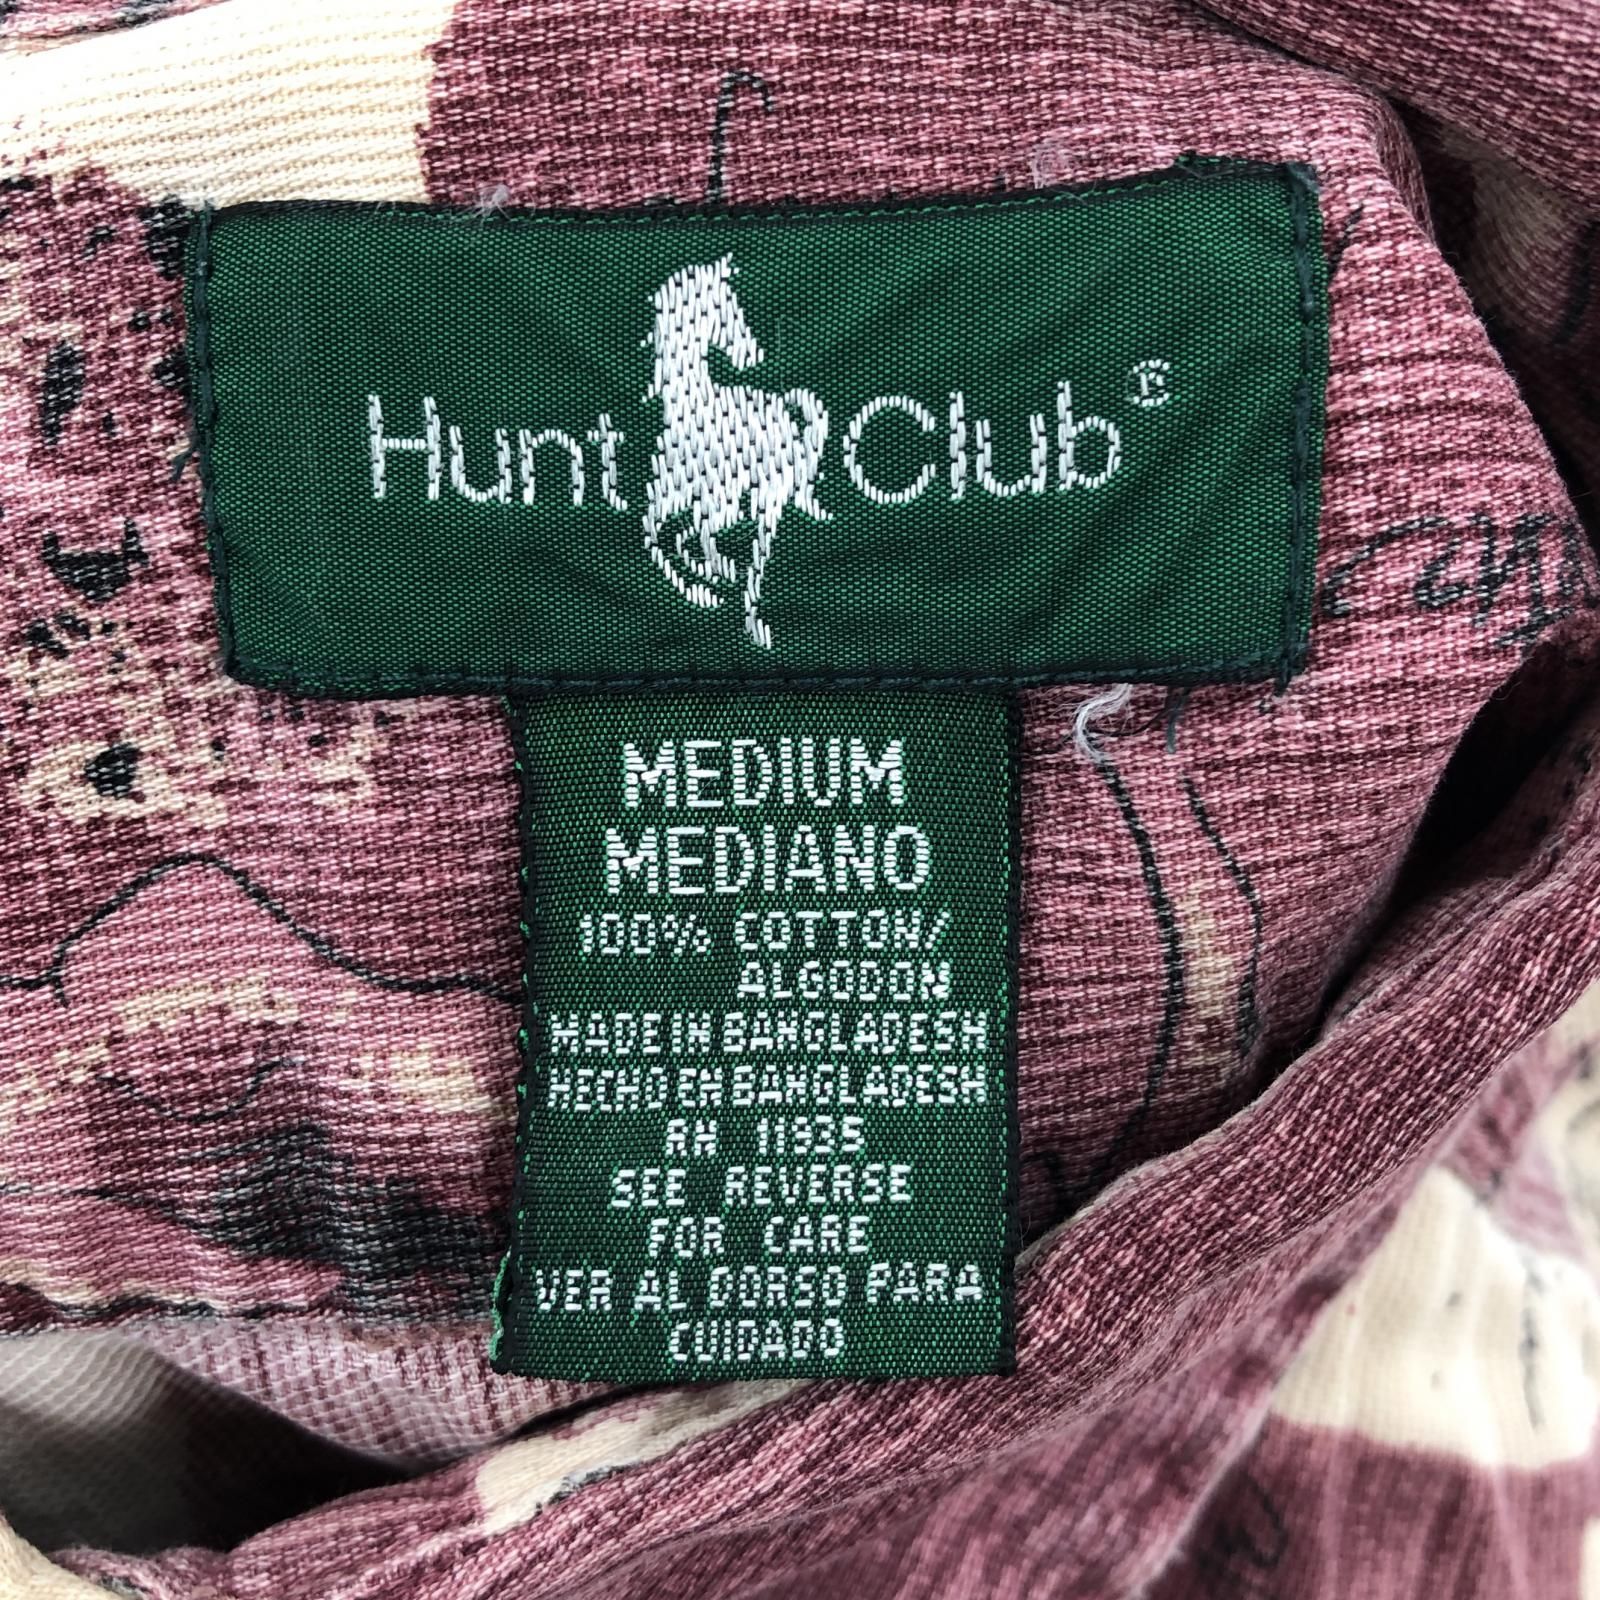 Hunt Club®
MEDIUM
MEDIANO
100% COTTON/
ALGODON
MADE IN BANGLADESH
HECHO EN BANGLADESH
RN 11835
SEE REVERSE
FOR CARE
VER AL DORSO PARA
CUIDADO